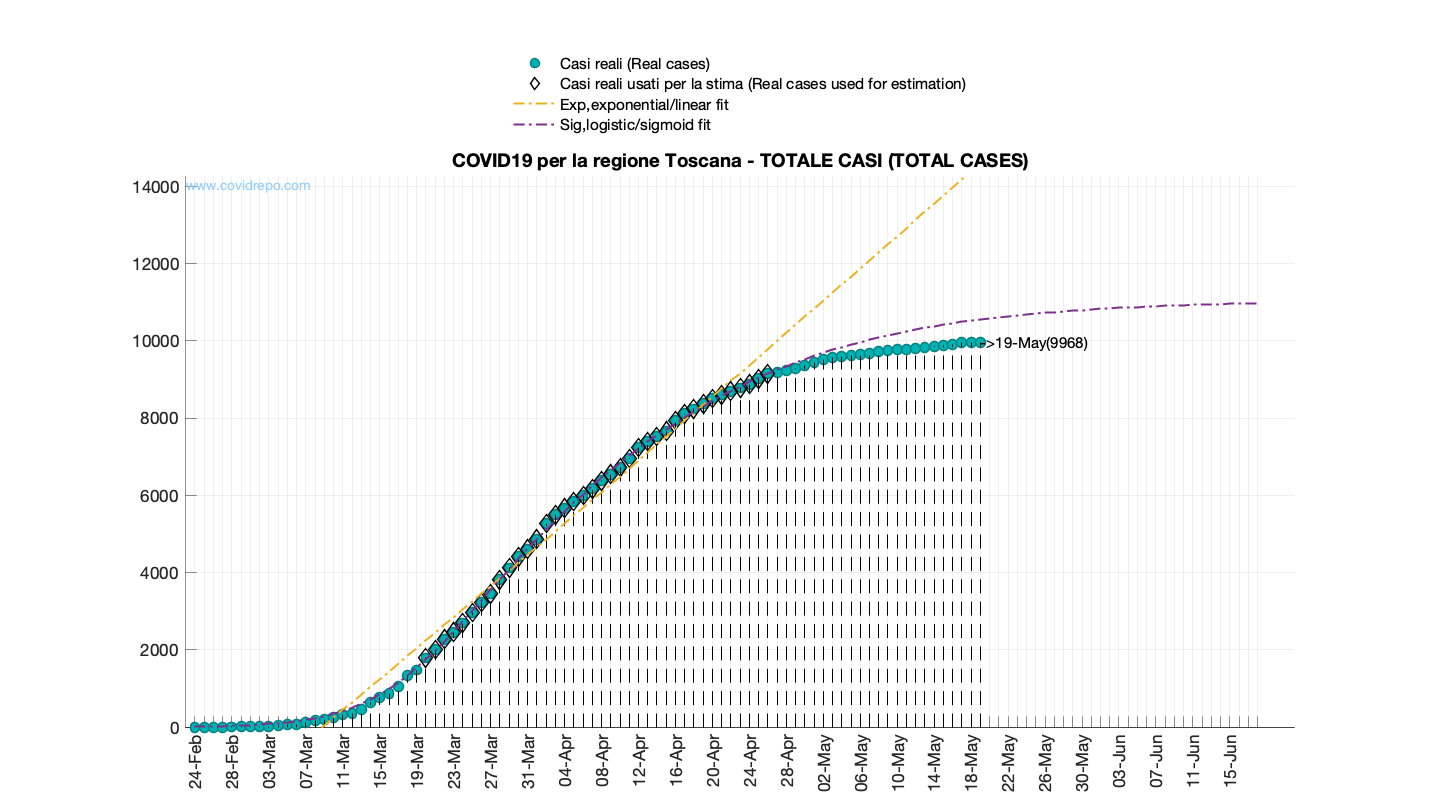 Casi reali (Real cases)
Casi reali usati per la stima (Real cases used for estimation)
Exp,exponential/linear fit
Sig,logistic/sigmoid fit
COVID19 per la regione Toscana - TOTALE CASI (TOTAL CASES)
www.covidrepo.com
14000
12000
10000
8000
6000
4000
2000
0
>19-May(9968)
24-Feb
28-Feb
03-Mar
07-Mar
11-Mar
15-Mar
19-Mar
23-Mar
27-Mar
31-Mar
04-Apr
08-Apr
12-Apr
16-Apr
20-Apr
24-Apr
28-Apr
02-May
06-May
10-May
14-May
18-May
22-May
26-May
30-May
03-Jun
07-Jun
11-Jun
15-Jun